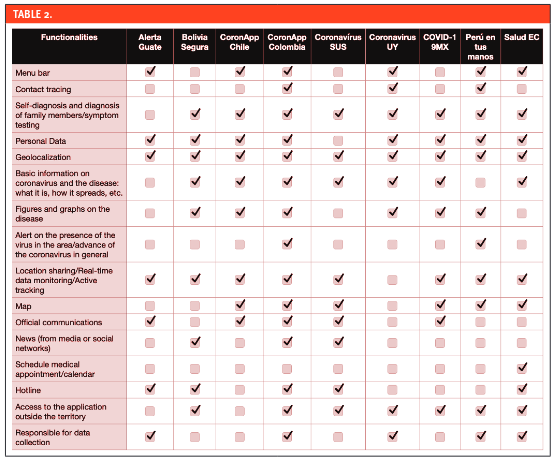 TABLE 2.
Functionalities
Alerta Guate
Bolivia Segura
CoronApp Chile
CoronApp Colombia
Coronavírus SUS
Coronavirus UY
COVID-1 9MX
Perú en tus manos
Salud EC
Menu bar
Contact tracing
Self-diagnosis and diagnosis
of family members/symptom
testing
Personal Data
Geolocalization
Basic information on
coronavirus and the disease:
what it is, how it spreads, etc.
Figures and graphs on the
disease
Alert on the presence of the
virus in the area/advance of
the coronavirus in general
Location sharing/Real-time
data monitoring/Active
tracking
Map
Official communications
News (from media or social
networks)
Schedule medical
appointment/calendar
Hotline
Access to the application
outside the territory
Responsible for data
collection